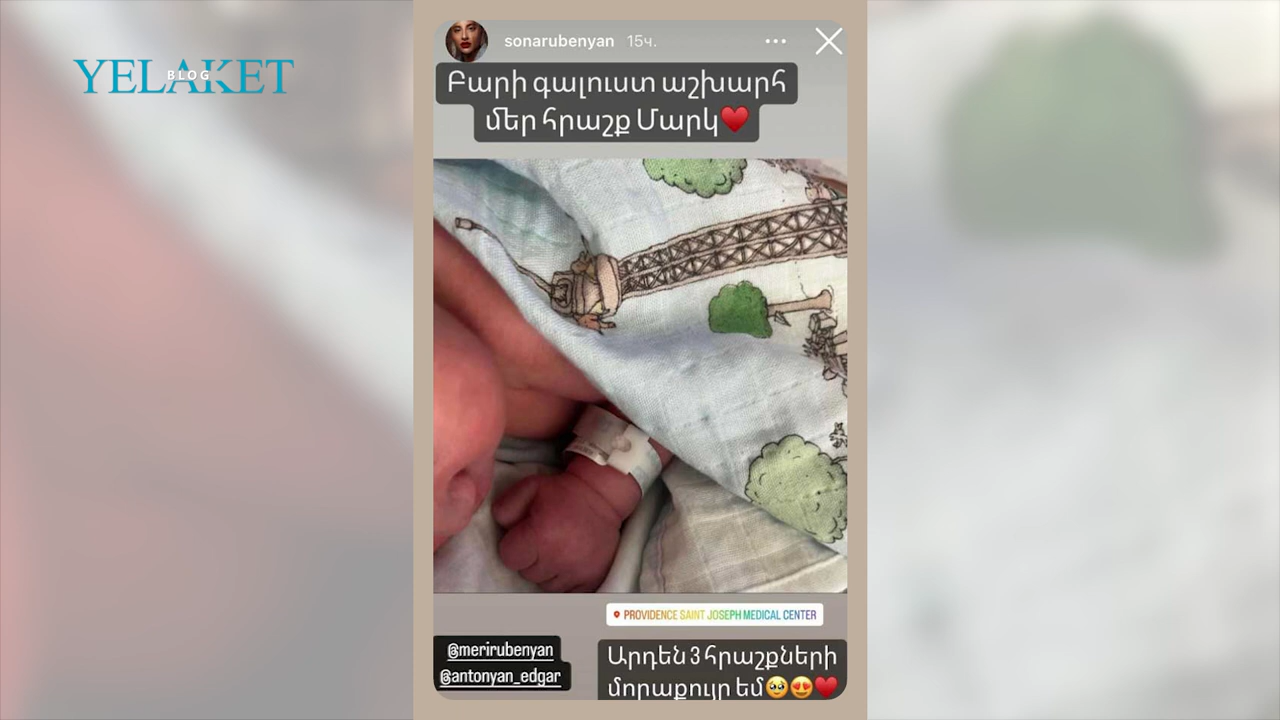 YELAKET
BLOG
sonarubenyan 15ч.
Բարի գալուստ աշխարհ
մեր հրաշք Մարկ♥️
PROVIDENCE SAINT JOSEPH MEDICAL CENTER
@merirubenyan
@antonyan_edgar
Արդեն 3 հրաշքների
մորաքույր եմ🥹😍♥️